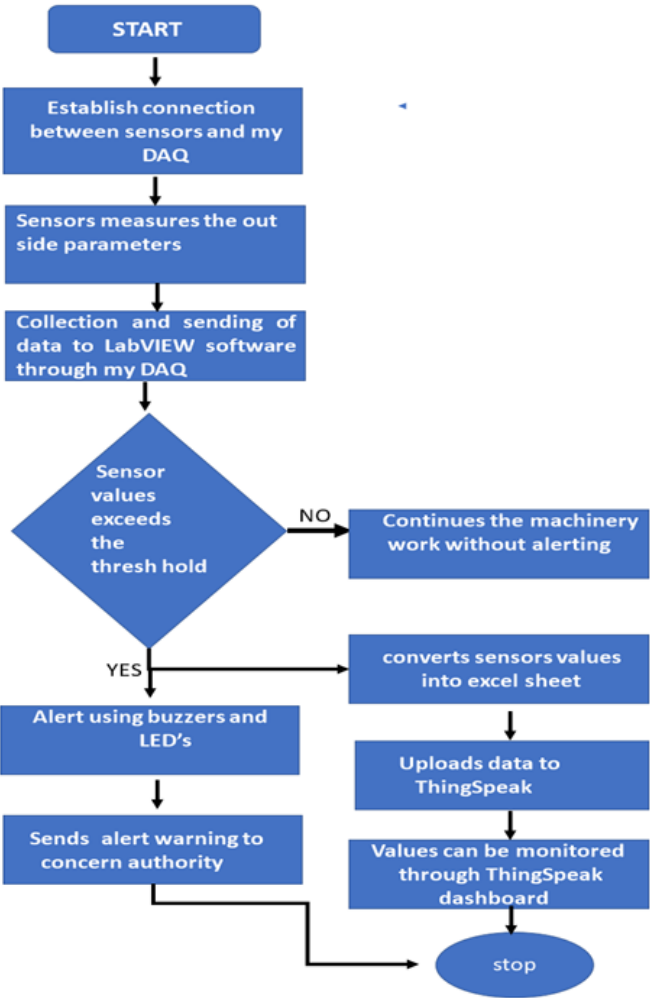 START
Establish connection
between sensors and my
DAQ
Sensors measures the out
side parameters
Collection and sending of
data to LabVIEW software
through my DAQ
Sensor
values
exceeds
the
thresh hold
NO
Continues the machinery
work without alerting
YES
converts sensors values
into excel sheet
Alert using buzzers and
LED's
Uploads data to
ThingSpeak
Sends alert warning to
concern authority
Values can be monitored
through ThingSpeak
dashboard
stop